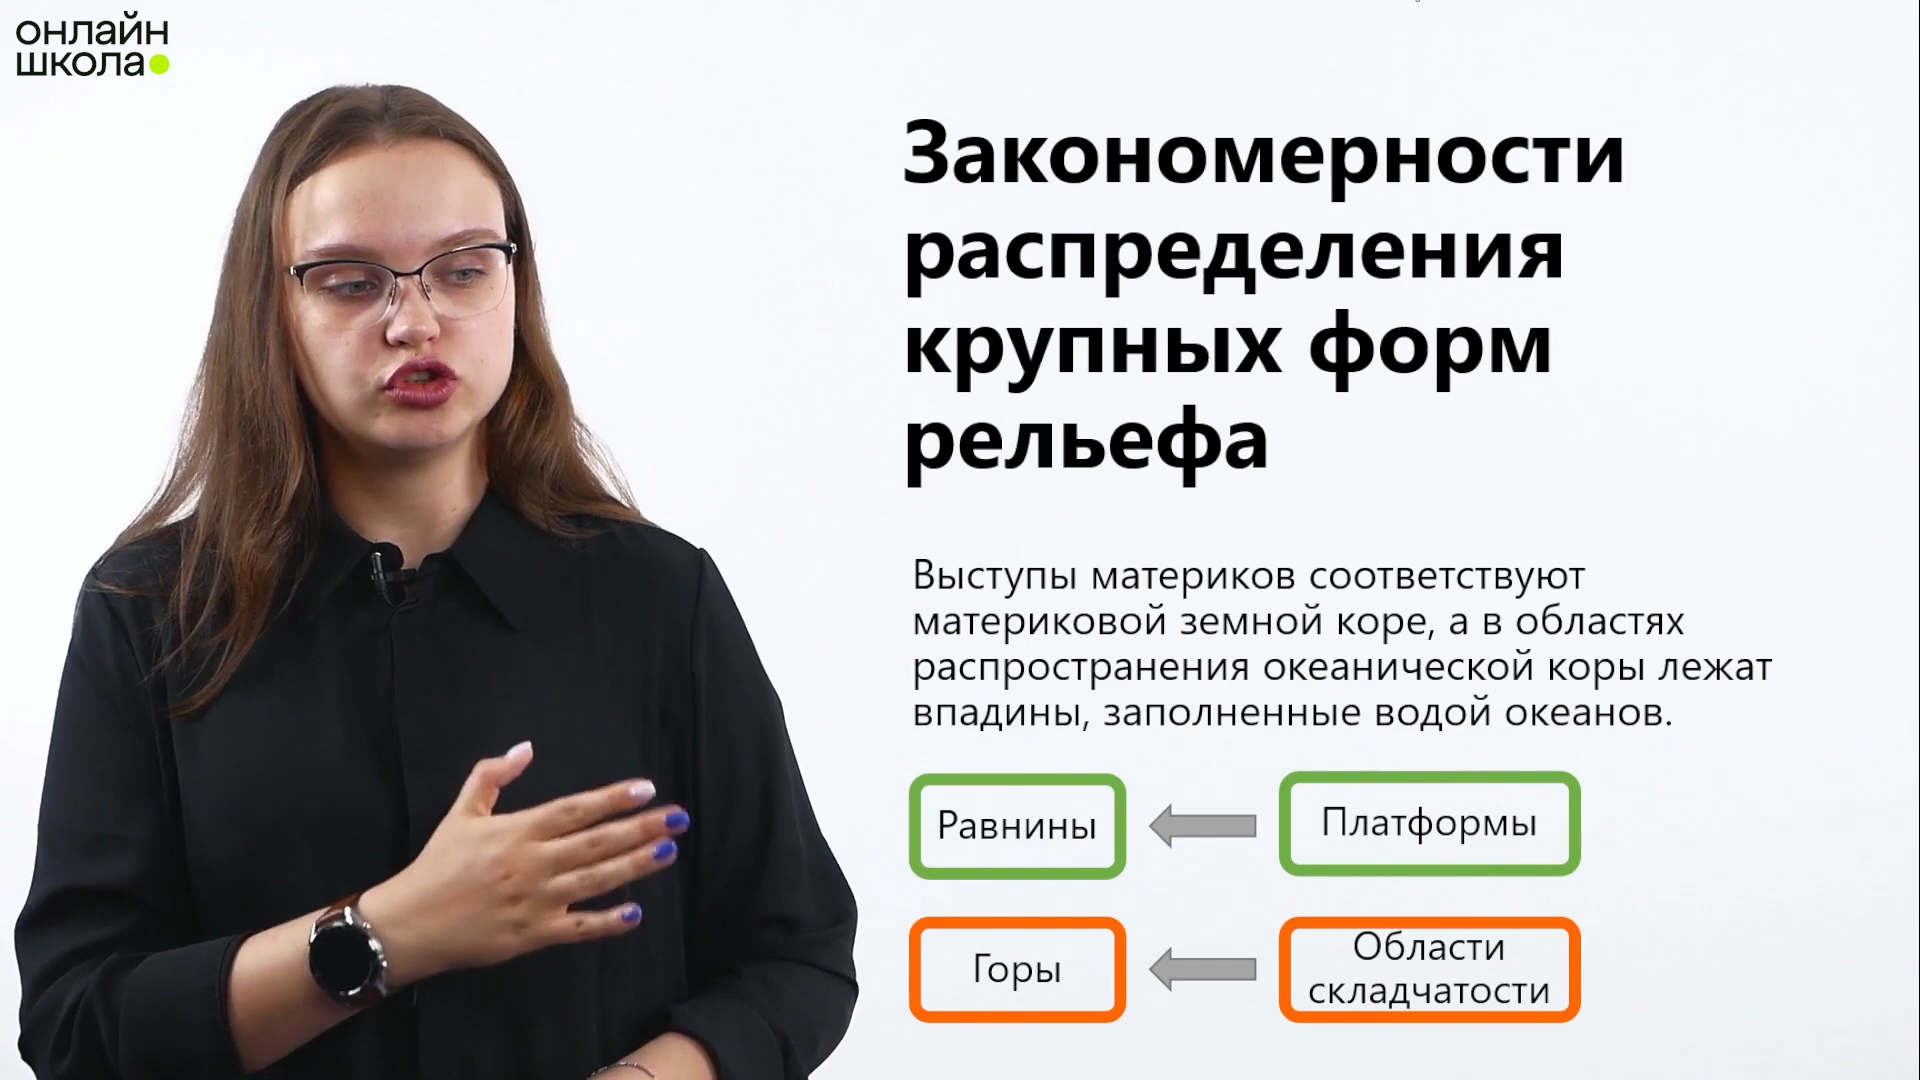 онлайн
школа
Закономерности
распределения
крупных форм
рельефа
Выступы материков соответствуют
материковой земной коре, а в областях
распространения океанической коры лежат
впадины, заполненные водой океанов.
Равнины
Платформы
Горы
Области
складчатости